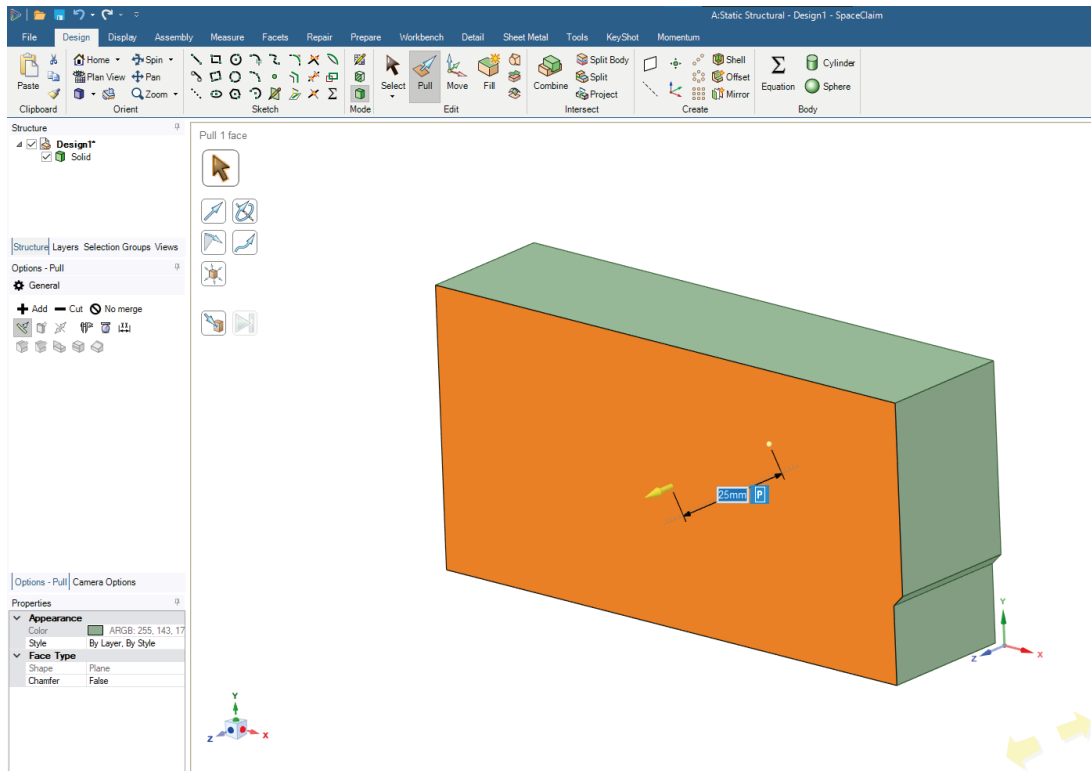 A:Static Structural - Design1 - SpaceClaim
File Design Display Assembly Measure Facets Repair Prepare Workbench Detail Sheet Metal Tools KeyShot Momentum
Paste
Home Spin
Plan View Pan
Zoom
Select Pull Move Fill
Combine
Split Body
Split
Project
Shell
Offset
Mirror
Equation
Cylinder
Sphere
Clipboard Orient Sketch Mode Edit Intersect Create Body
Structure
Design1*
Solid
Structure Layers Selection Groups Views
Options - Pull
General
Add Cut No merge
Options - Pull Camera Options
Properties
Appearance
Color ARGB: 255, 143, 17
Style By Layer, By Style
Face Type
Shape Plane
Chamfer False
Pull 1 face
25mm P
Y
Z X
Y
Z X